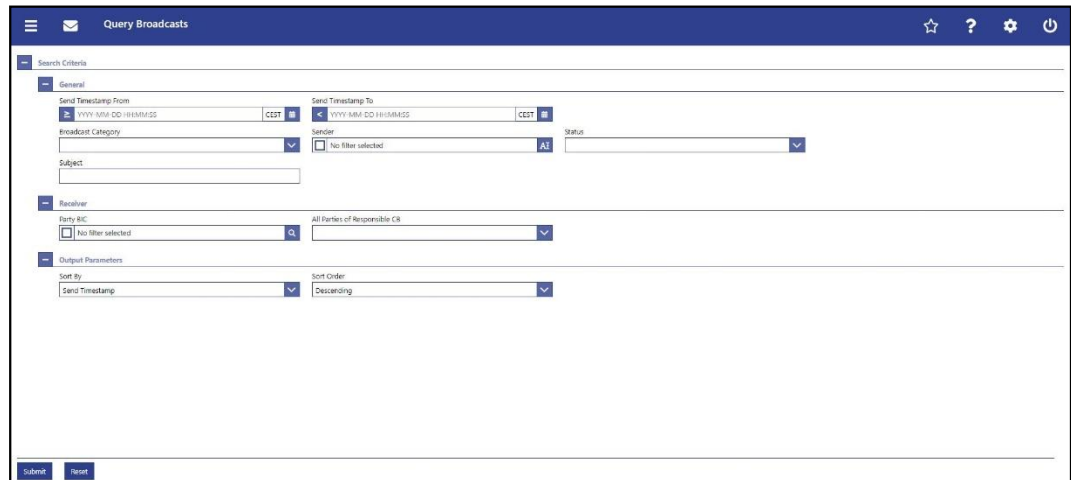 Query Broadcasts
?
− Search Criteria
− General
Send Timestamp From Send Timestamp To
≥ YYYY-MM-DD HH:MM:SS CEST < YYYY-MM-DD HH:MM:SS CEST
Broadcast Category Sender Status
No filter selected AI
Subject
− Receiver
Party BIC All Parties of Responsible CB
No filter selected
− Output Parameters
Sort By Sort Order
Send Timestamp Descending
Submit Reset